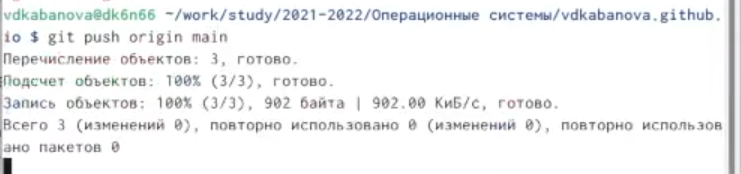 vdkabanova@dk6n66 ~/work/study/2021-2022/Операционные системы/vdkabanova.github.
io $ git push origin main
Перечисление объектов: 3, готово.
Подсчет объектов: 100% (3/3), готово.
Запись объектов: 100% (3/3), 902 байта | 902.00 КиБ/с, готово.
Всего 3 (изменений 0), повторно использовано 0 (изменений 0), повторно использов
ано пакетов 0